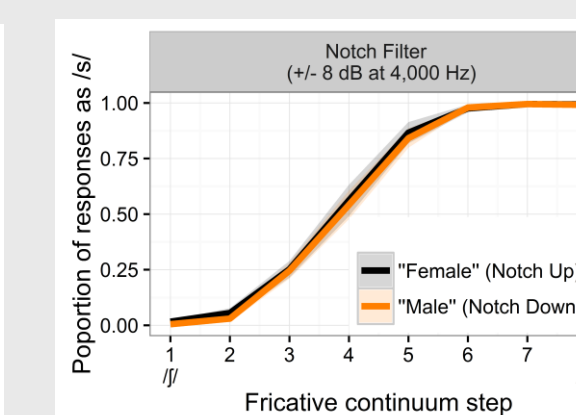 Notch Filter
(+/- 8 dB at 4,000 Hz)
Poportion of responses as /s/
1.00
0.75
0.50
0.25
0.00
"Female" (Notch Up)
"Male" (Notch Down
1 2 3 4 5 6 7
/ʃ/
Fricative continuum step